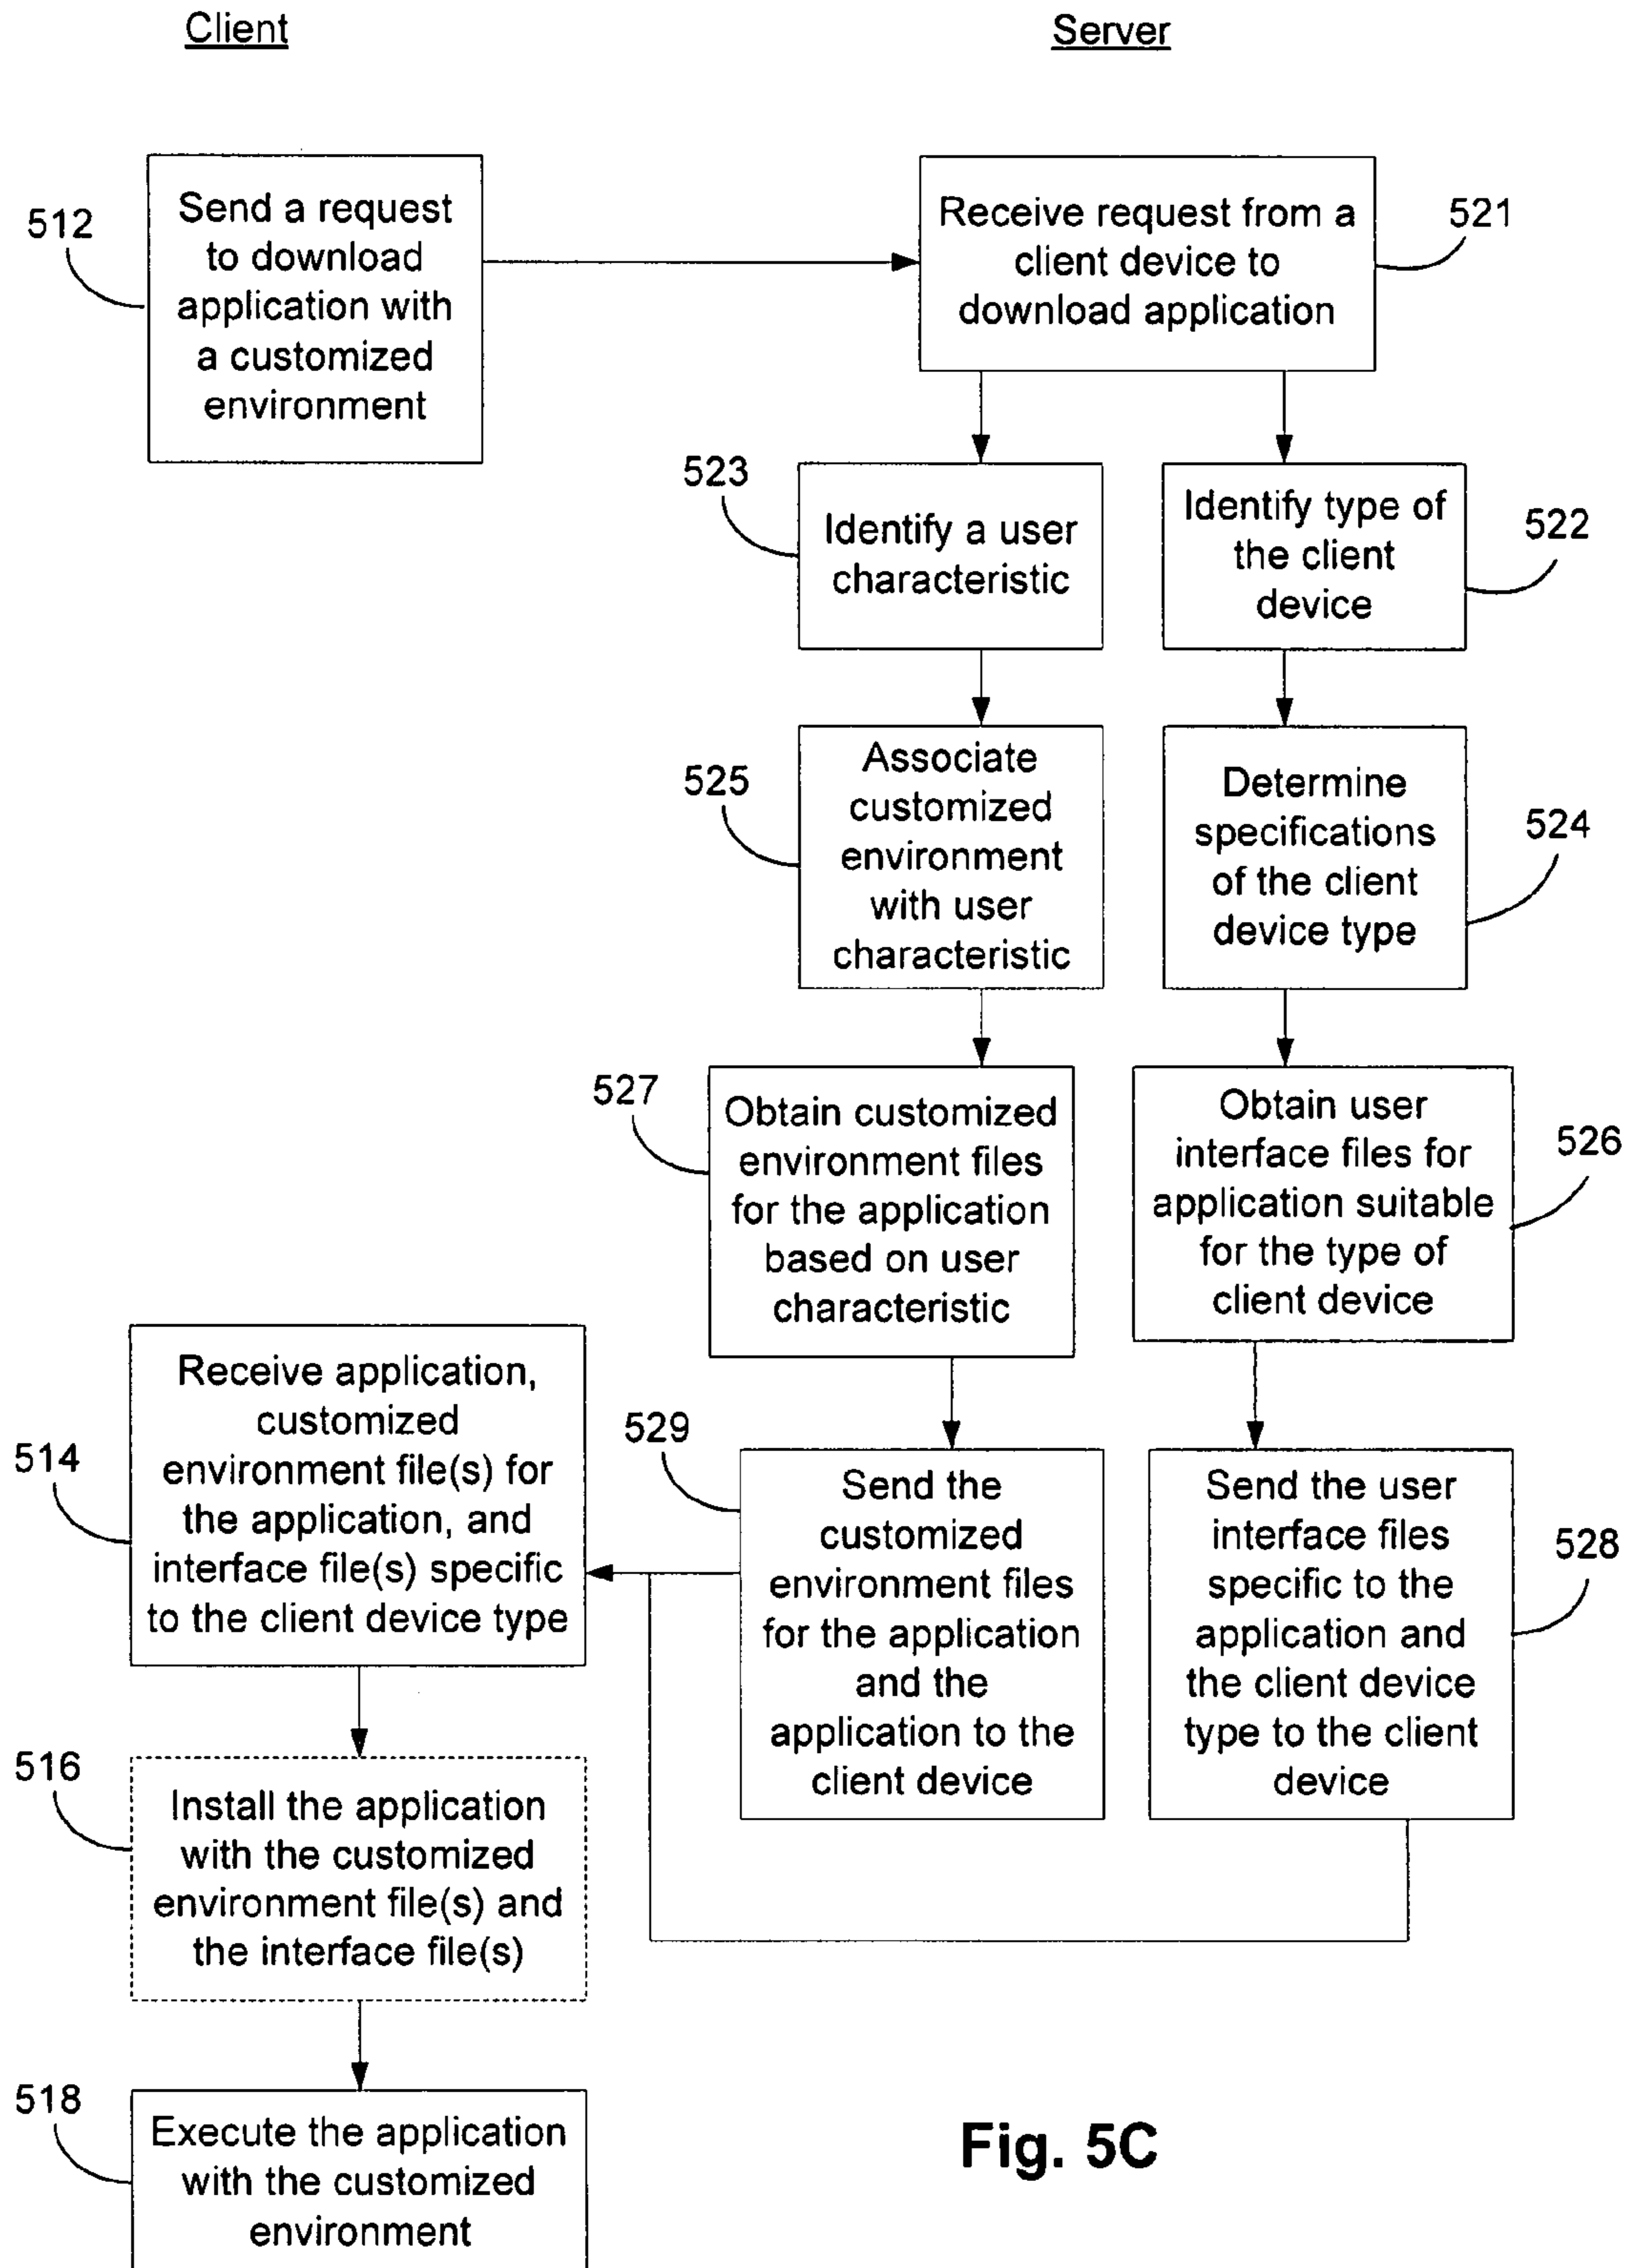 Client
Server
512
Send a request
to download
application with
a customized
environment
Receive request from a
client device to
download application
521
523
Identify a user
characteristic
Identify type of
the client
device
522
525
Associate
customized
environment
with user
characteristic
Determine
specifications
of the client
device type
524
527
Obtain customized
environment files
for the application
based on user
characteristic
Obtain user
interface files for
application suitable
for the type of
client device
526
514
Receive application,
customized
environment file(s) for
the application, and
interface file(s) specific
to the client device type
529
Send the
customized
environment files
for the application
and the
application to the
client device
Send the user
interface files
specific to the
application and
the client device
type to the client
device
528
516
Install the application
with the customized
environment file(s) and
the interface file(s)
518
Execute the application
with the customized
environment
Fig. 5C